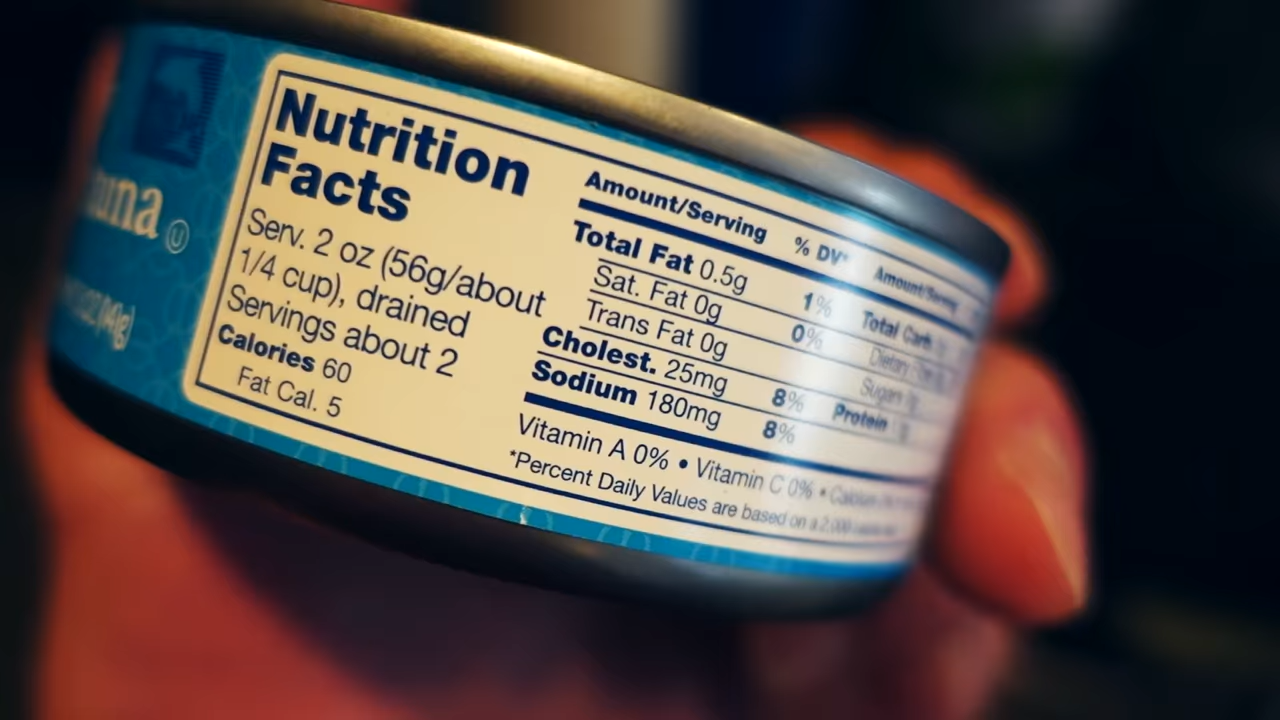 tuna Ⓤ
Nutrition
Facts
Serv. 2 oz (56g/about
1/4 cup), drained
Servings about 2
Calories 60
Fat Cal. 5
Amount/Serving % DV*
Total Fat 0.5g 1%
Sat. Fat 0g 0%
Trans Fat 0g
Cholest. 25mg 8%
Sodium 180mg 8%
Amount/Serving
Total Carb
Sugars
Protein
Vitamin A 0% • Vitamin C 0% •
*Percent Daily Values are based on a 2,000